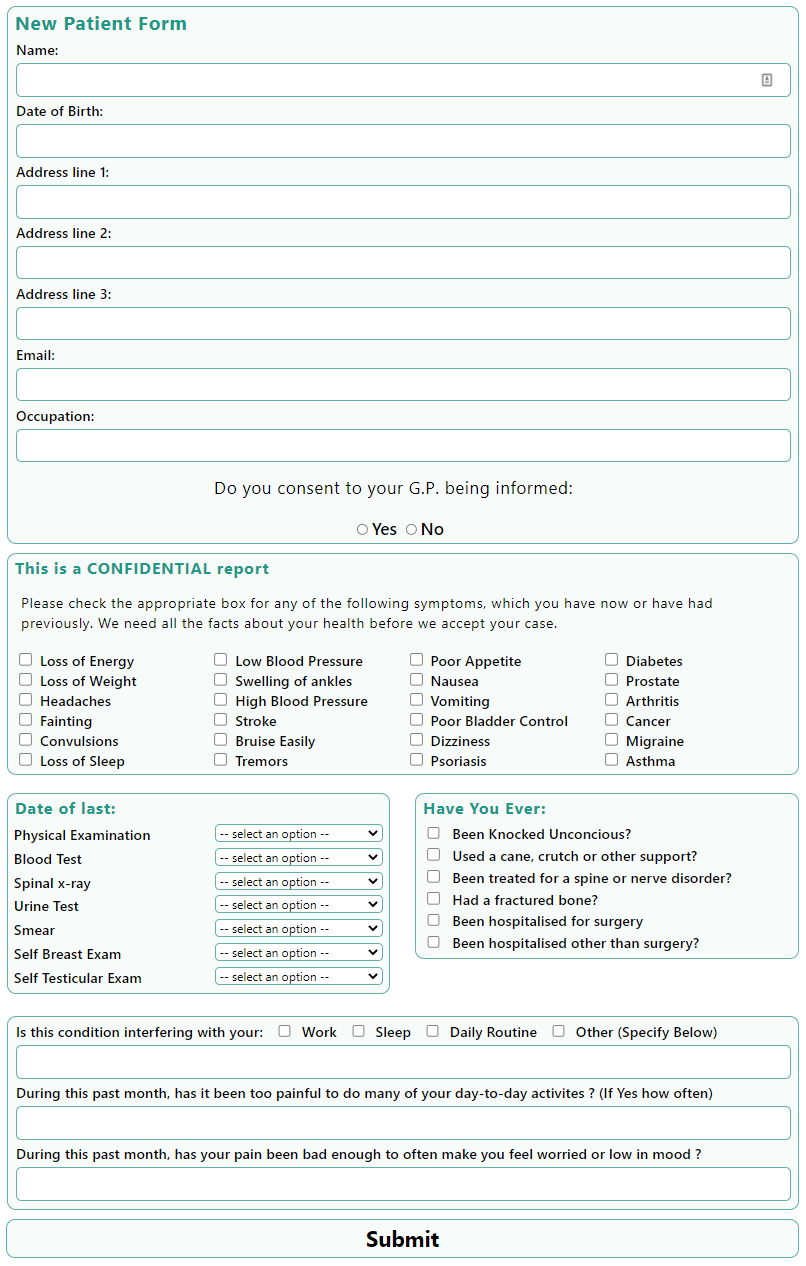 New Patient Form
Name:
Date of Birth:
Address line 1:
Address line 2:
Address line 3:
Email:
Occupation:
Do you consent to your G.P. being informed:
Yes No
This is a CONFIDENTIAL report
Please check the appropriate box for any of the following symptoms, which you have now or have had
previously. We need all the facts about your health before we accept your case.
Loss of Energy Low Blood Pressure Poor Appetite Diabetes
Loss of Weight Swelling of ankles Nausea Prostate
Headaches High Blood Pressure Vomiting Arthritis
Fainting Stroke Poor Bladder Control Cancer
Convulsions Bruise Easily Dizziness Migraine
Loss of Sleep Tremors Psoriasis Asthma
Date of last:
Physical Examination -- select an option --
Blood Test -- select an option --
Spinal x-ray -- select an option --
Urine Test -- select an option --
Smear -- select an option --
Self Breast Exam -- select an option --
Self Testicular Exam -- select an option --
Have You Ever:
Been Knocked Unconcious?
Used a cane, crutch or other support?
Been treated for a spine or nerve disorder?
Had a fractured bone?
Been hospitalised for surgery
Been hospitalised other than surgery?
Is this condition interfering with your: Work Sleep Daily Routine Other (Specify Below)
During this past month, has it been too painful to do many of your day-to-day activites ? (If Yes how often)
During this past month, has your pain been bad enough to often make you feel worried or low in mood ?
Submit